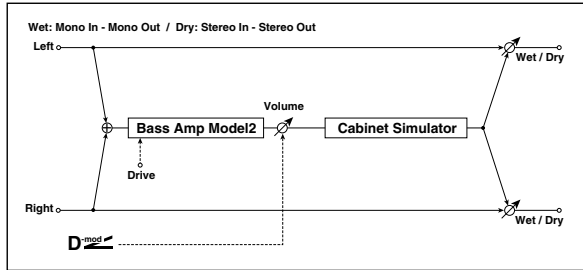 Wet: Mono In - Mono Out / Dry: Stereo In - Stereo Out
Left
Wet / Dry
Volume
Bass Amp Model2
Cabinet Simulator
Drive
Right
Wet / Dry
D-mod